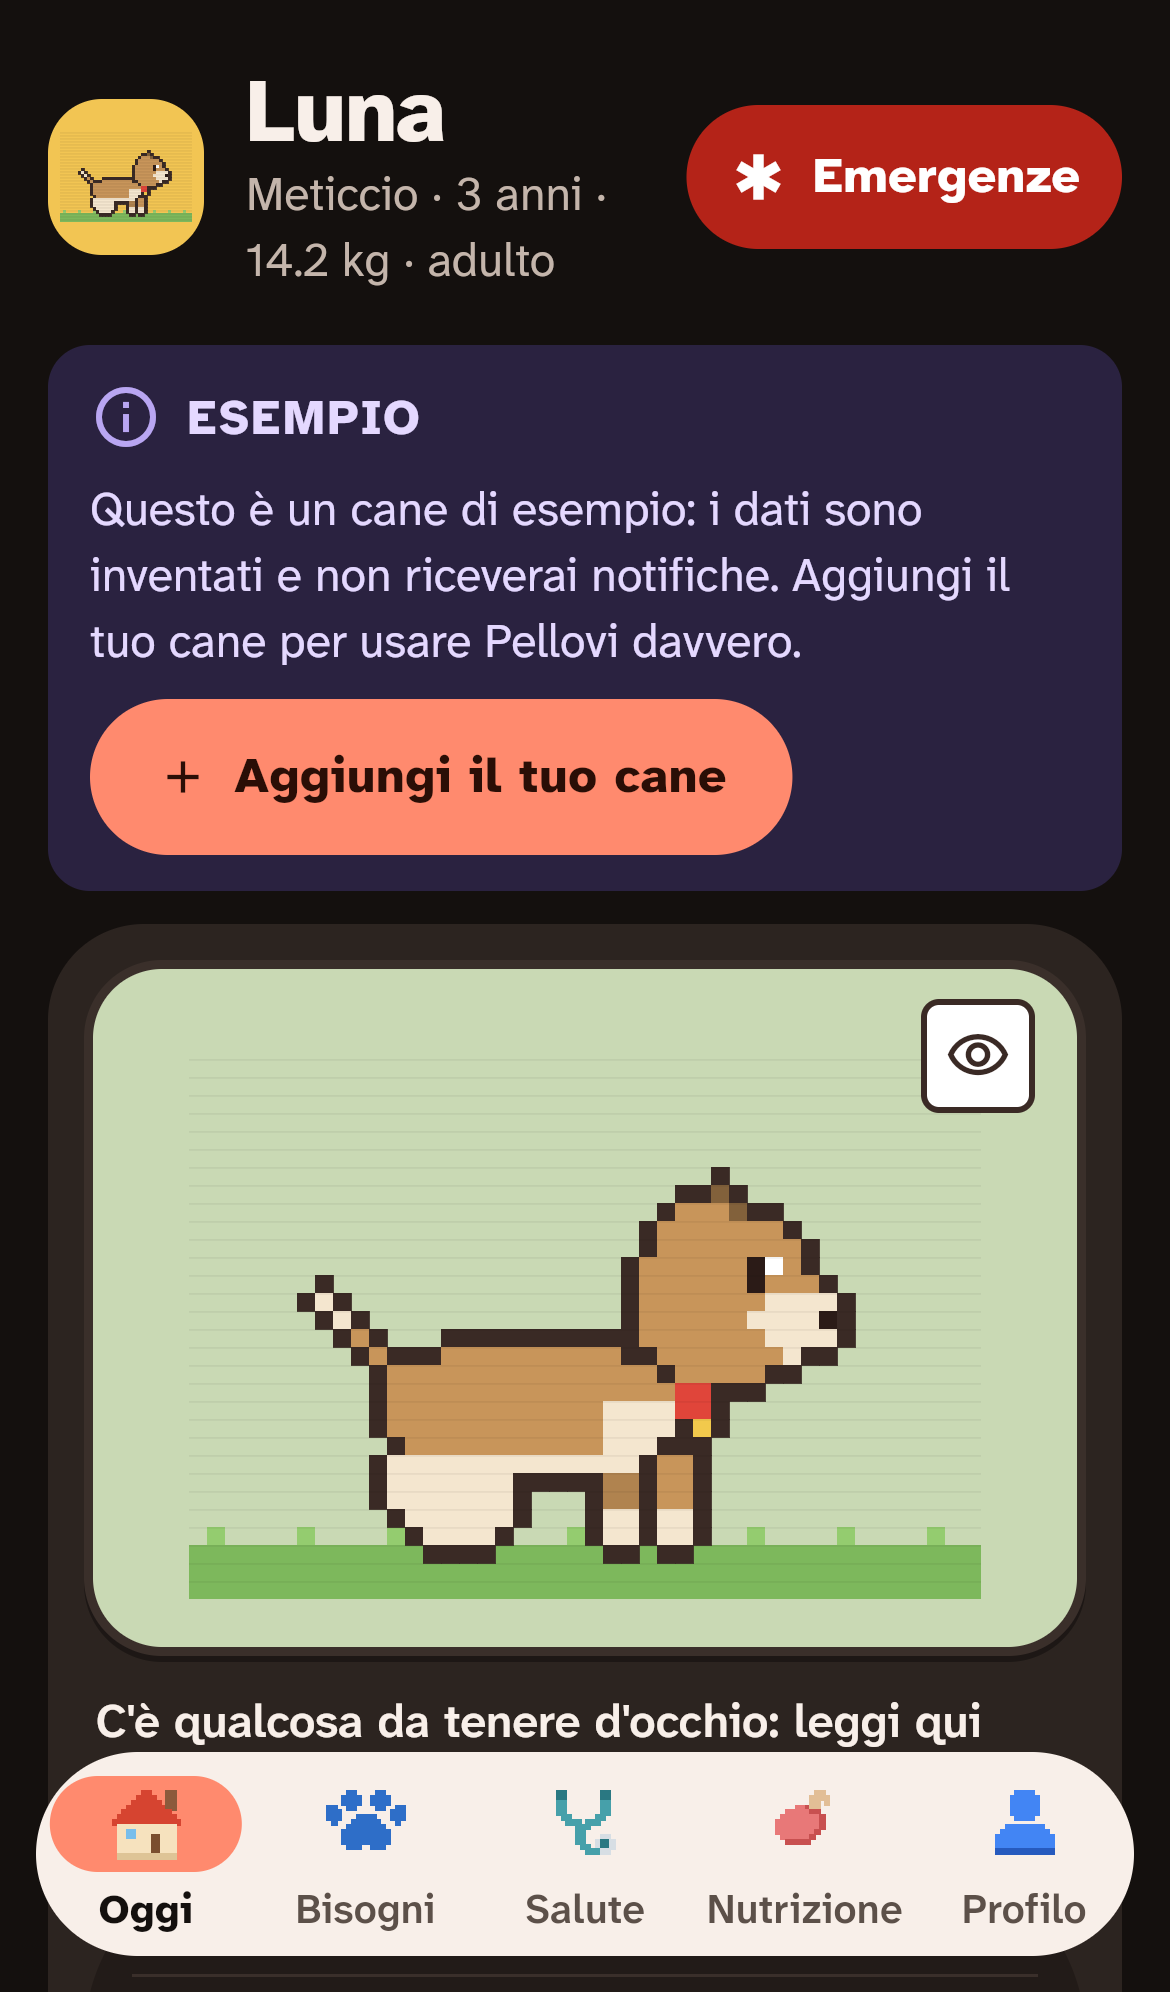 Luna
Meticcio · 3 anni ·
14.2 kg · adulto
Emergenze
ESEMPIO
Questo è un cane di esempio: i dati sono
inventati e non riceverai notifiche. Aggiungi il
tuo cane per usare Pellovi davvero.
+ Aggiungi il tuo cane
C'è qualcosa da tenere d'occhio: leggi qui
Oggi
Bisogni
Salute
Nutrizione
Profilo